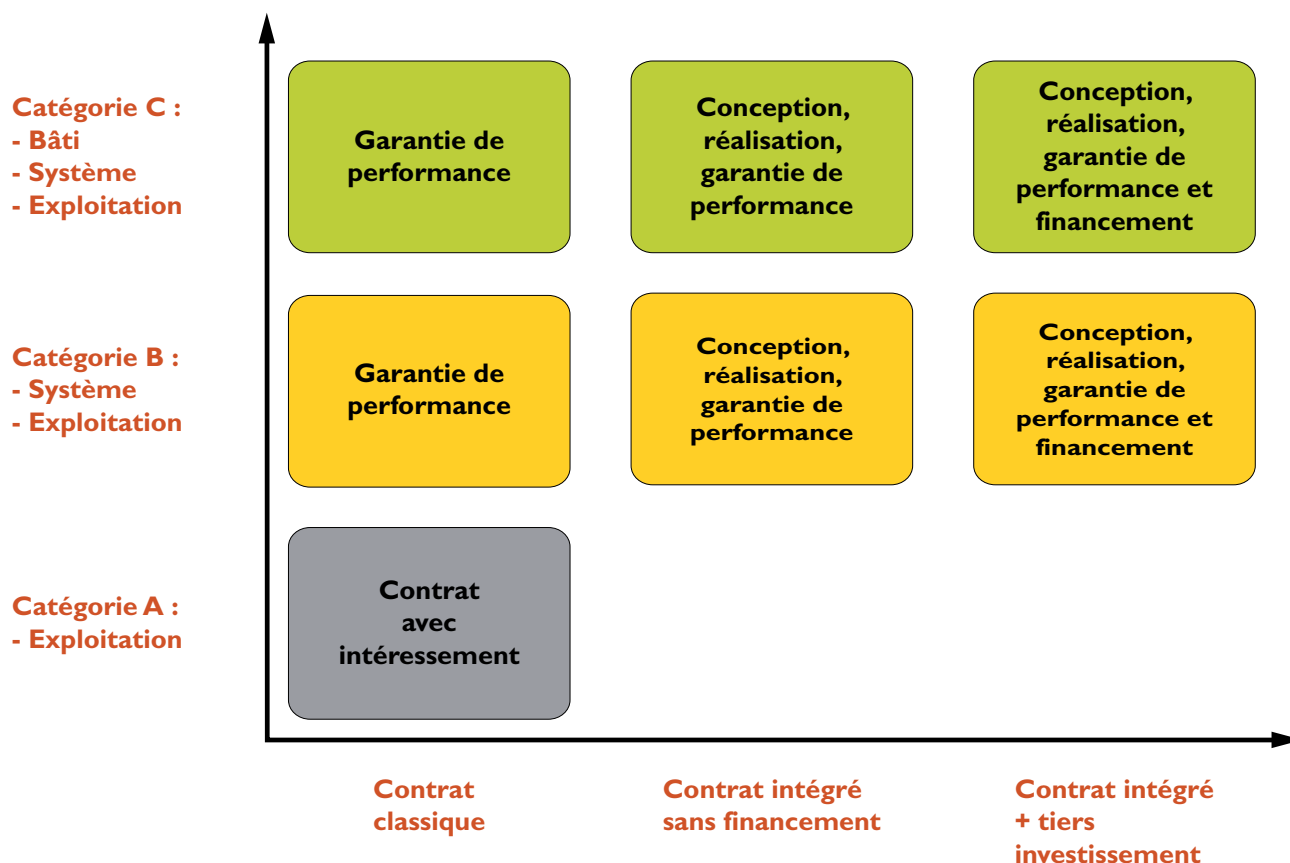 Catégorie C :
- Bâti
- Système
- Exploitation
Garantie de
performance
Conception,
réalisation,
garantie de
performance
Conception,
réalisation,
garantie de
performance et
financement
Catégorie B :
- Système
- Exploitation
Garantie de
performance
Conception,
réalisation,
garantie de
performance
Conception,
réalisation,
garantie de
performance et
financement
Catégorie A :
- Exploitation
Contrat
avec
intéressement
Contrat
classique
Contrat intégré
sans financement
Contrat intégré
+ tiers
investissement